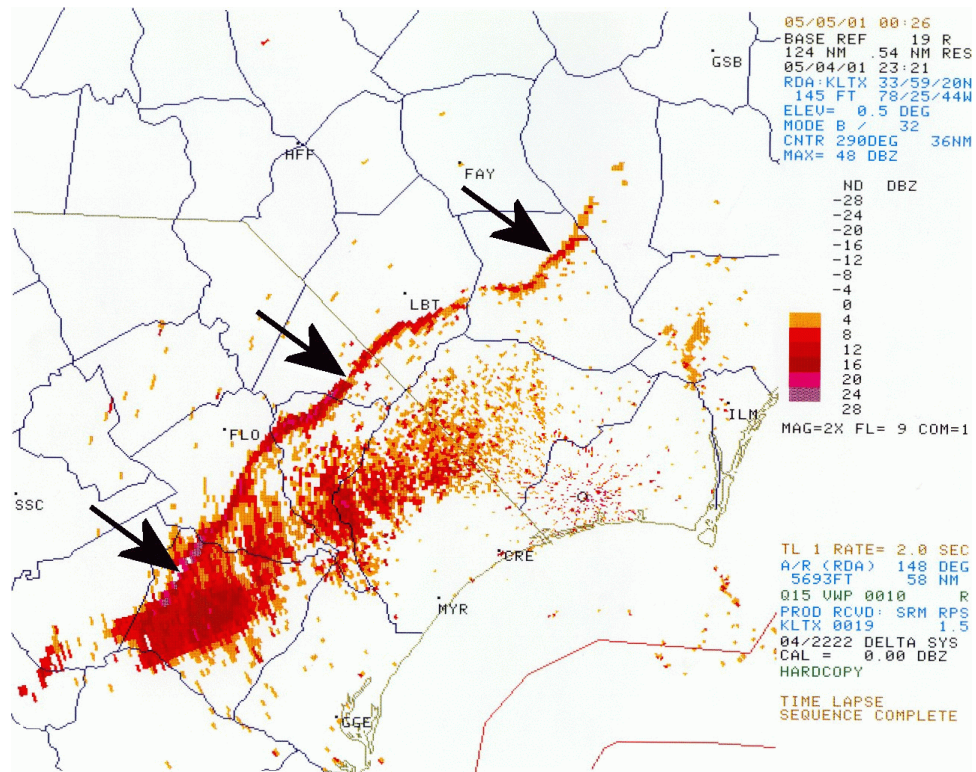 05/05/01 00:26
BASE REF 19 R
124 NM .54 NM RES
05/04/01 23:21
RDA:KLTX 33/59/20N
145 FT 78/25/44W
ELEV= 0.5 DEG
MODE B / 32
CNTR 290DEG 36NM
MAX= 48 DBZ
ND DBZ
-28
-24
-20
-16
-12
-8
-4
0
4
8
12
16
20
24
28
MAG=2X FL= 9 COM=1
TL 1 RATE= 2.0 SEC
A/R (RDA) 148 DEG
5693FT 58 NM
Q15 VWP 0010 R
PROD RCVD: SRM RPS
KLTX 0019 1.5
04/2222 DELTA SYS
CAL = 0.00 DBZ
HARDCOPY
TIME LAPSE
SEQUENCE COMPLETE
GSB
HFF
FAY
LBT
ILM
FLO
SSC
CRE
MYR
GGE